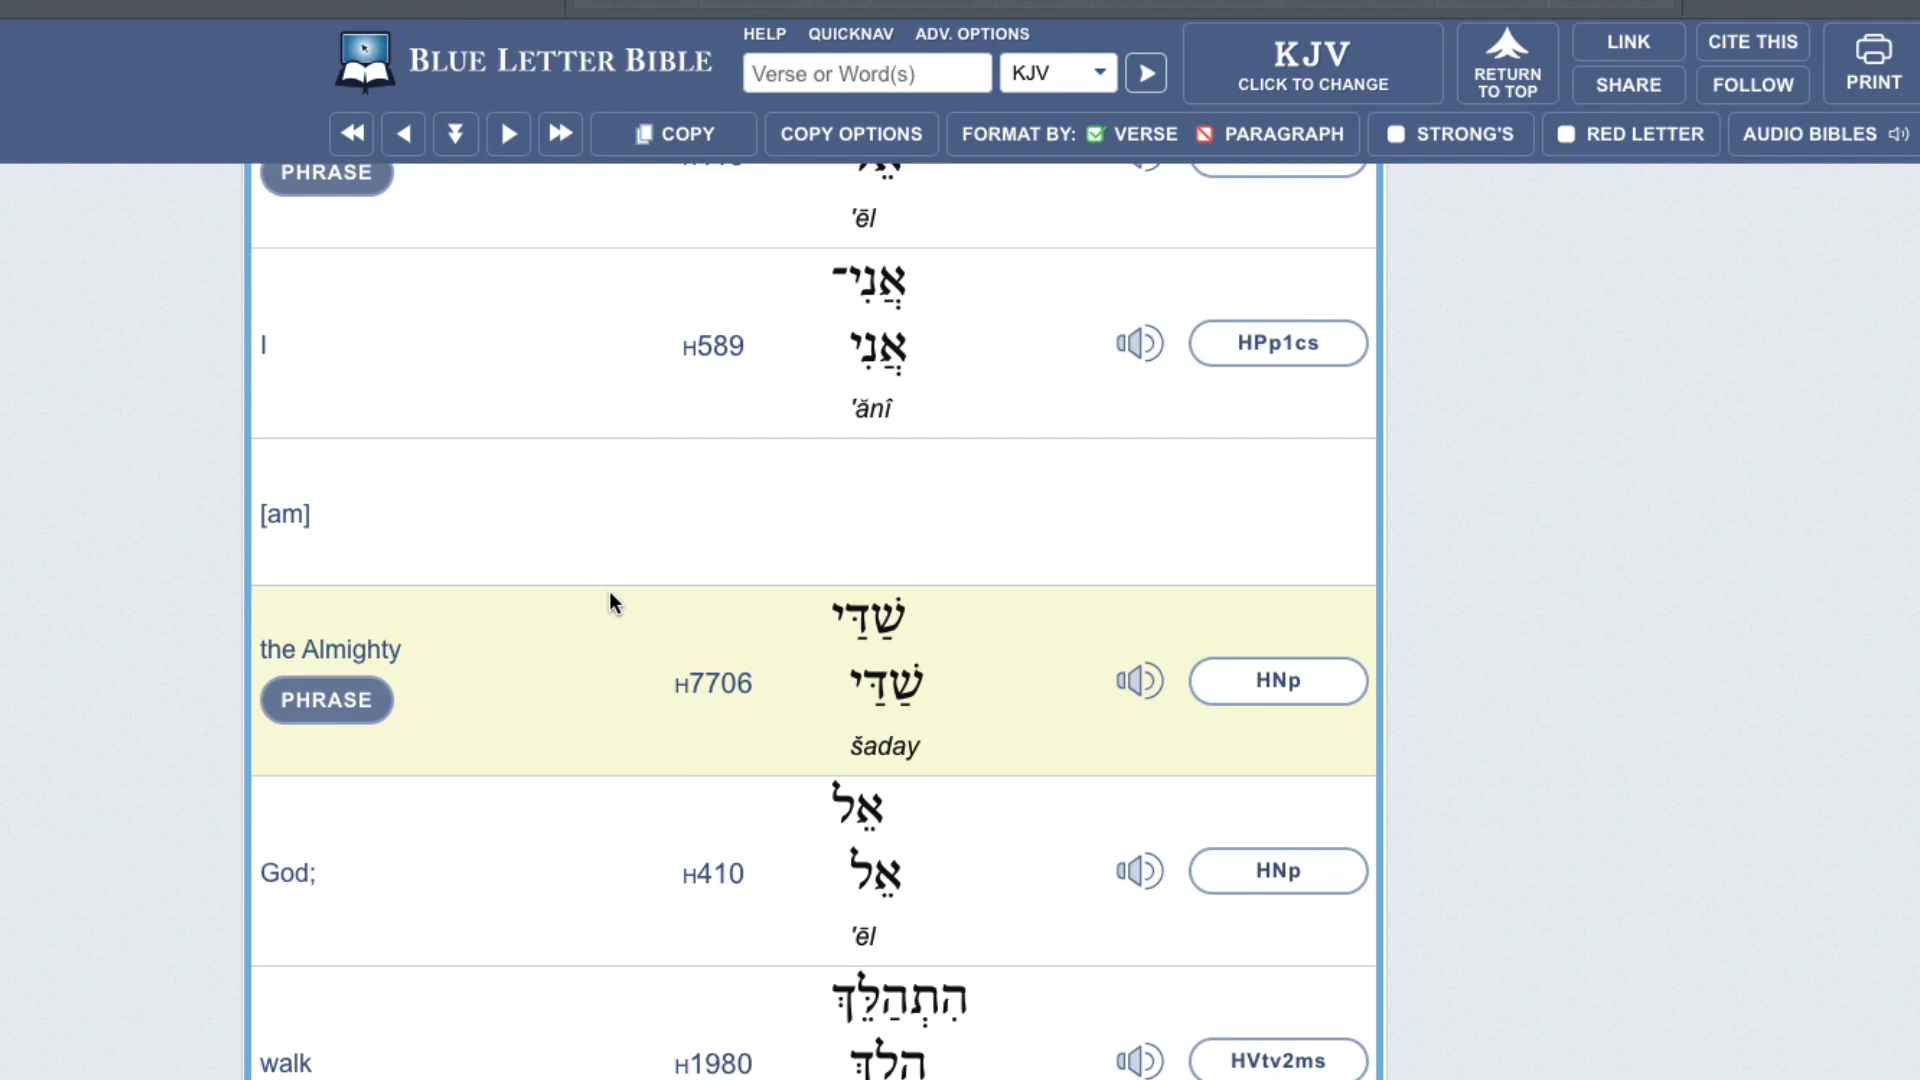 BLUE LETTER BIBLE
HELP QUICKNAV ADV. OPTIONS
Verse or Word(s)
KJV
KJV
CLICK TO CHANGE
RETURN
TO TOP
LINK
CITE THIS
SHARE
FOLLOW
PRINT
COPY
COPY OPTIONS
FORMAT BY: VERSE PARAGRAPH
STRONG'S
RED LETTER
AUDIO BIBLES
PHRASE
'ēl
I
H589
אֲנִי־
אֲנִי
'ănî
HPp1cs
[am]
the Almighty
PHRASE
H7706
שַׁדַּי
שַׁדַּי
šaday
HNp
God;
H410
אֵל
אֵל
'ēl
HNp
walk
H1980
הִתְהַלֵּךְ
הלך
HVtv2ms